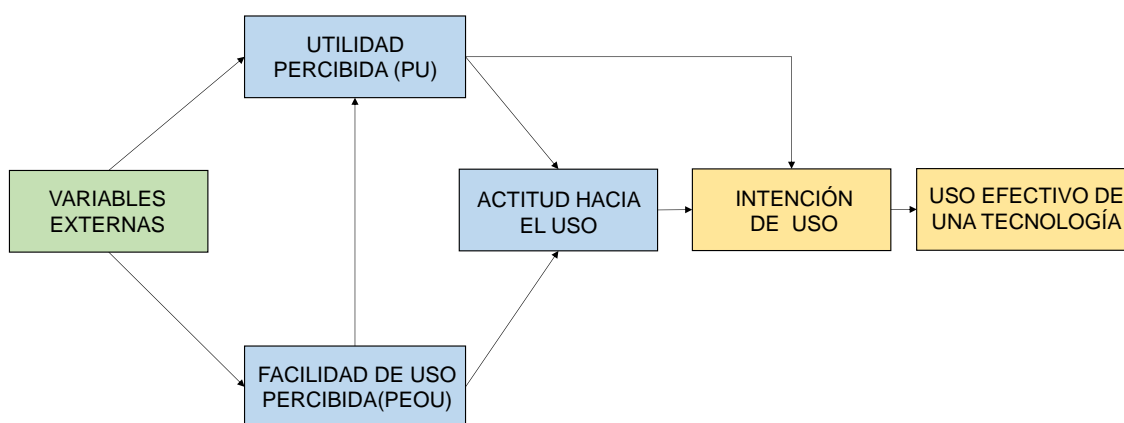 UTILIDAD
PERCIBIDA (PU)
VARIABLES
EXTERNAS
ACTITUD HACIA
EL USO
INTENCIÓN
DE USO
USO EFECTIVO DE
UNA TECNOLOGÍA
FACILIDAD DE USO
PERCIBIDA(PEOU)